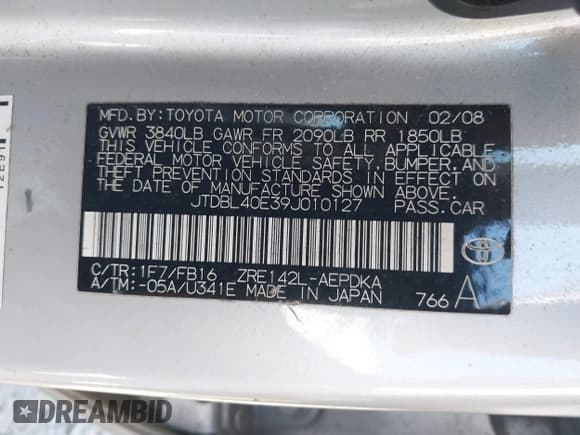 MFD.BY:TOYOTA MOTOR CORPORATION 02/08
GVWR 3840LB GAWR FR 2090LB RR 1850LB
THIS VEHICLE CONFORMS TO ALL APPLICABLE
FEDERAL MOTOR VEHICLE SAFETY, BUMPER, AND
THEFT PREVENTION STANDARDS IN EFFECT ON
THE DATE OF MANUFACTURE SHOWN ABOVE.
JTDBL40E39J010127 PASS.CAR
C/TR:1F7/FB16 ZRE142L-AEPDKA
A/TM:-05A/U341E MADE IN JAPAN 766 A
12E91
DREAMBID